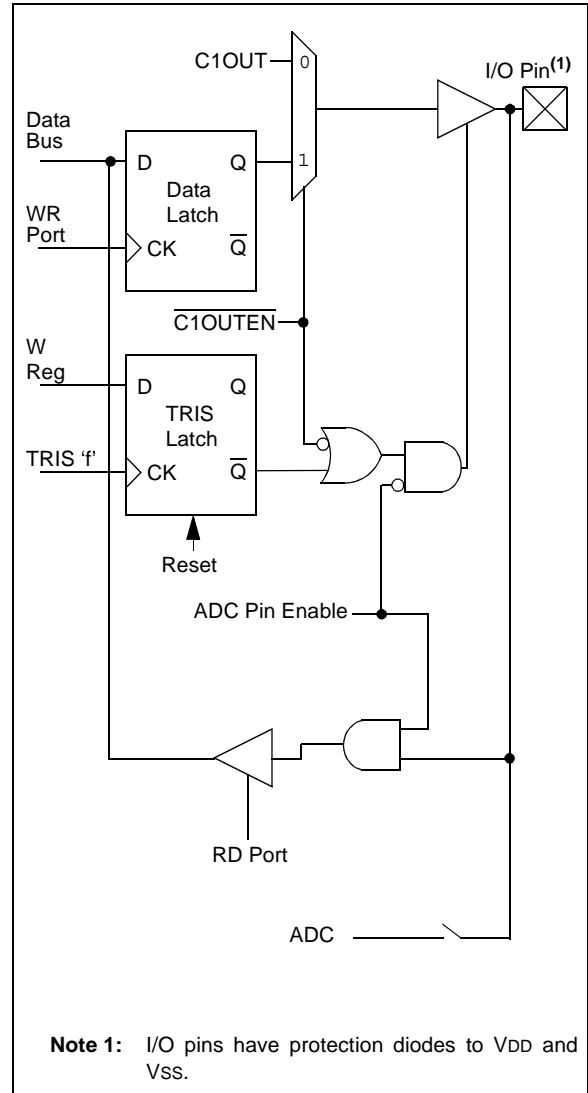 C1OUT
0
I/O Pin(1)
Data
Bus
D
Q
1
Data
Latch
WR
Port
CK
Q̅
C̅1̅O̅U̅T̅E̅N̅
W
Reg
D
Q
TRIS
Latch
TRIS ‘f’
CK
Q̅
Reset
ADC Pin Enable
RD Port
ADC
Note 1: I/O pins have protection diodes to VDD and
VSS.